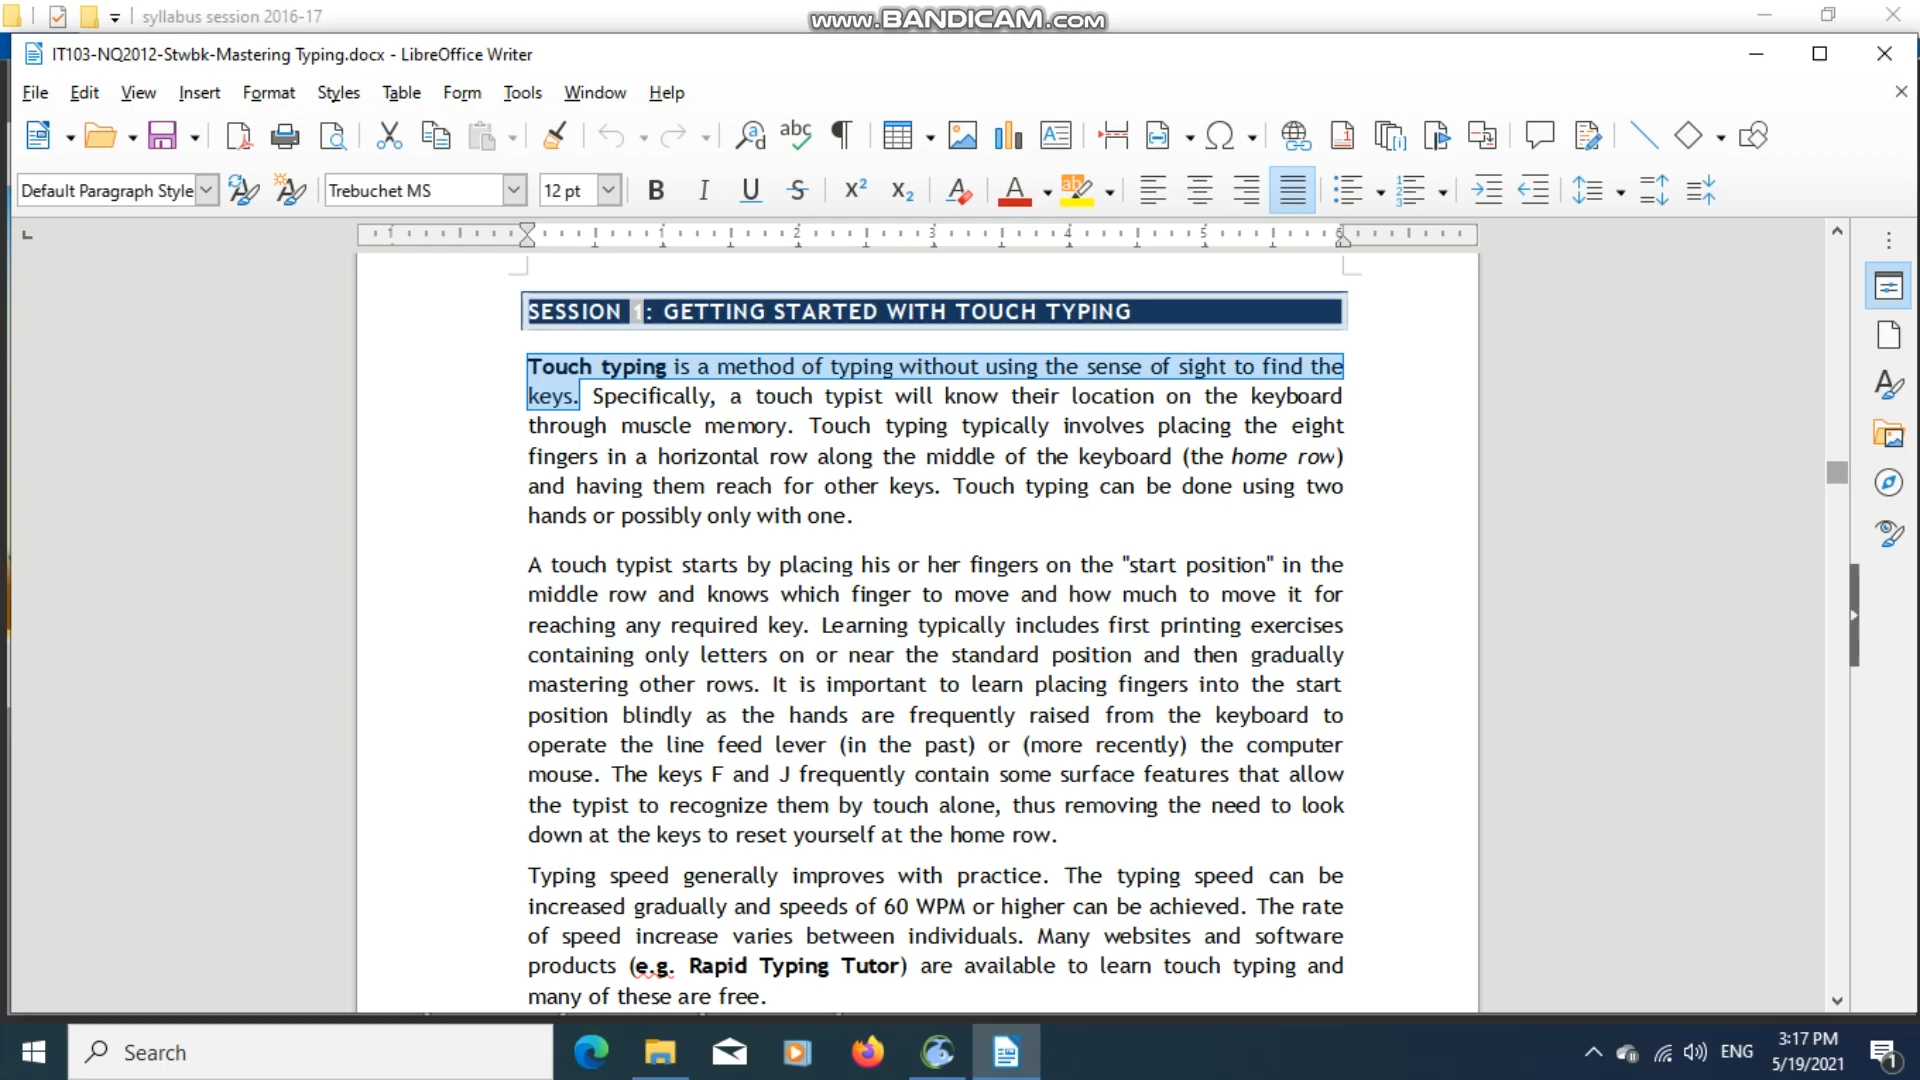 syllabus session 2016-17
www.BANDICAM.com
IT103-NQ2012-Stwbk-Mastering Typing.docx - LibreOffice Writer
File Edit View Insert Format Styles Table Form Tools Window Help
Default Paragraph Style Trebuchet MS 12 pt
1 1 2 3 4 5 6
SESSION 1: GETTING STARTED WITH TOUCH TYPING
Touch typing is a method of typing without using the sense of sight to find the
keys. Specifically, a touch typist will know their location on the keyboard
through muscle memory. Touch typing typically involves placing the eight
fingers in a horizontal row along the middle of the keyboard (the home row)
and having them reach for other keys. Touch typing can be done using two
hands or possibly only with one.
A touch typist starts by placing his or her fingers on the "start position" in the
middle row and knows which finger to move and how much to move it for
reaching any required key. Learning typically includes first printing exercises
containing only letters on or near the standard position and then gradually
mastering other rows. It is important to learn placing fingers into the start
position blindly as the hands are frequently raised from the keyboard to
operate the line feed lever (in the past) or (more recently) the computer
mouse. The keys F and J frequently contain some surface features that allow
the typist to recognize them by touch alone, thus removing the need to look
down at the keys to reset yourself at the home row.
Typing speed generally improves with practice. The typing speed can be
increased gradually and speeds of 60 WPM or higher can be achieved. The rate
of speed increase varies between individuals. Many websites and software
products (e.g. Rapid Typing Tutor) are available to learn touch typing and
many of these are free.
Search
ENG
3:17 PM
5/19/2021
1